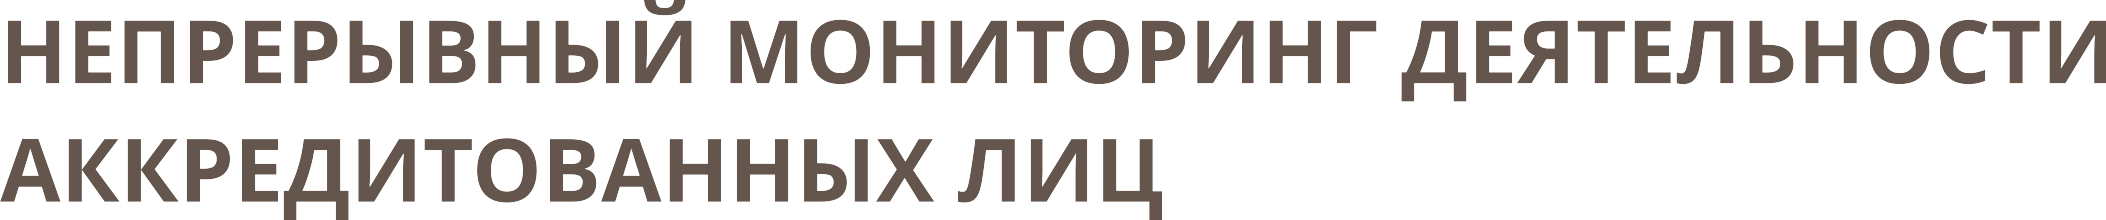 НЕПРЕРЫВНЫЙ МОНИТОРИНГ ДЕЯТЕЛЬНОСТИ
АККРЕДИТОВАННЫХ ЛИЦ